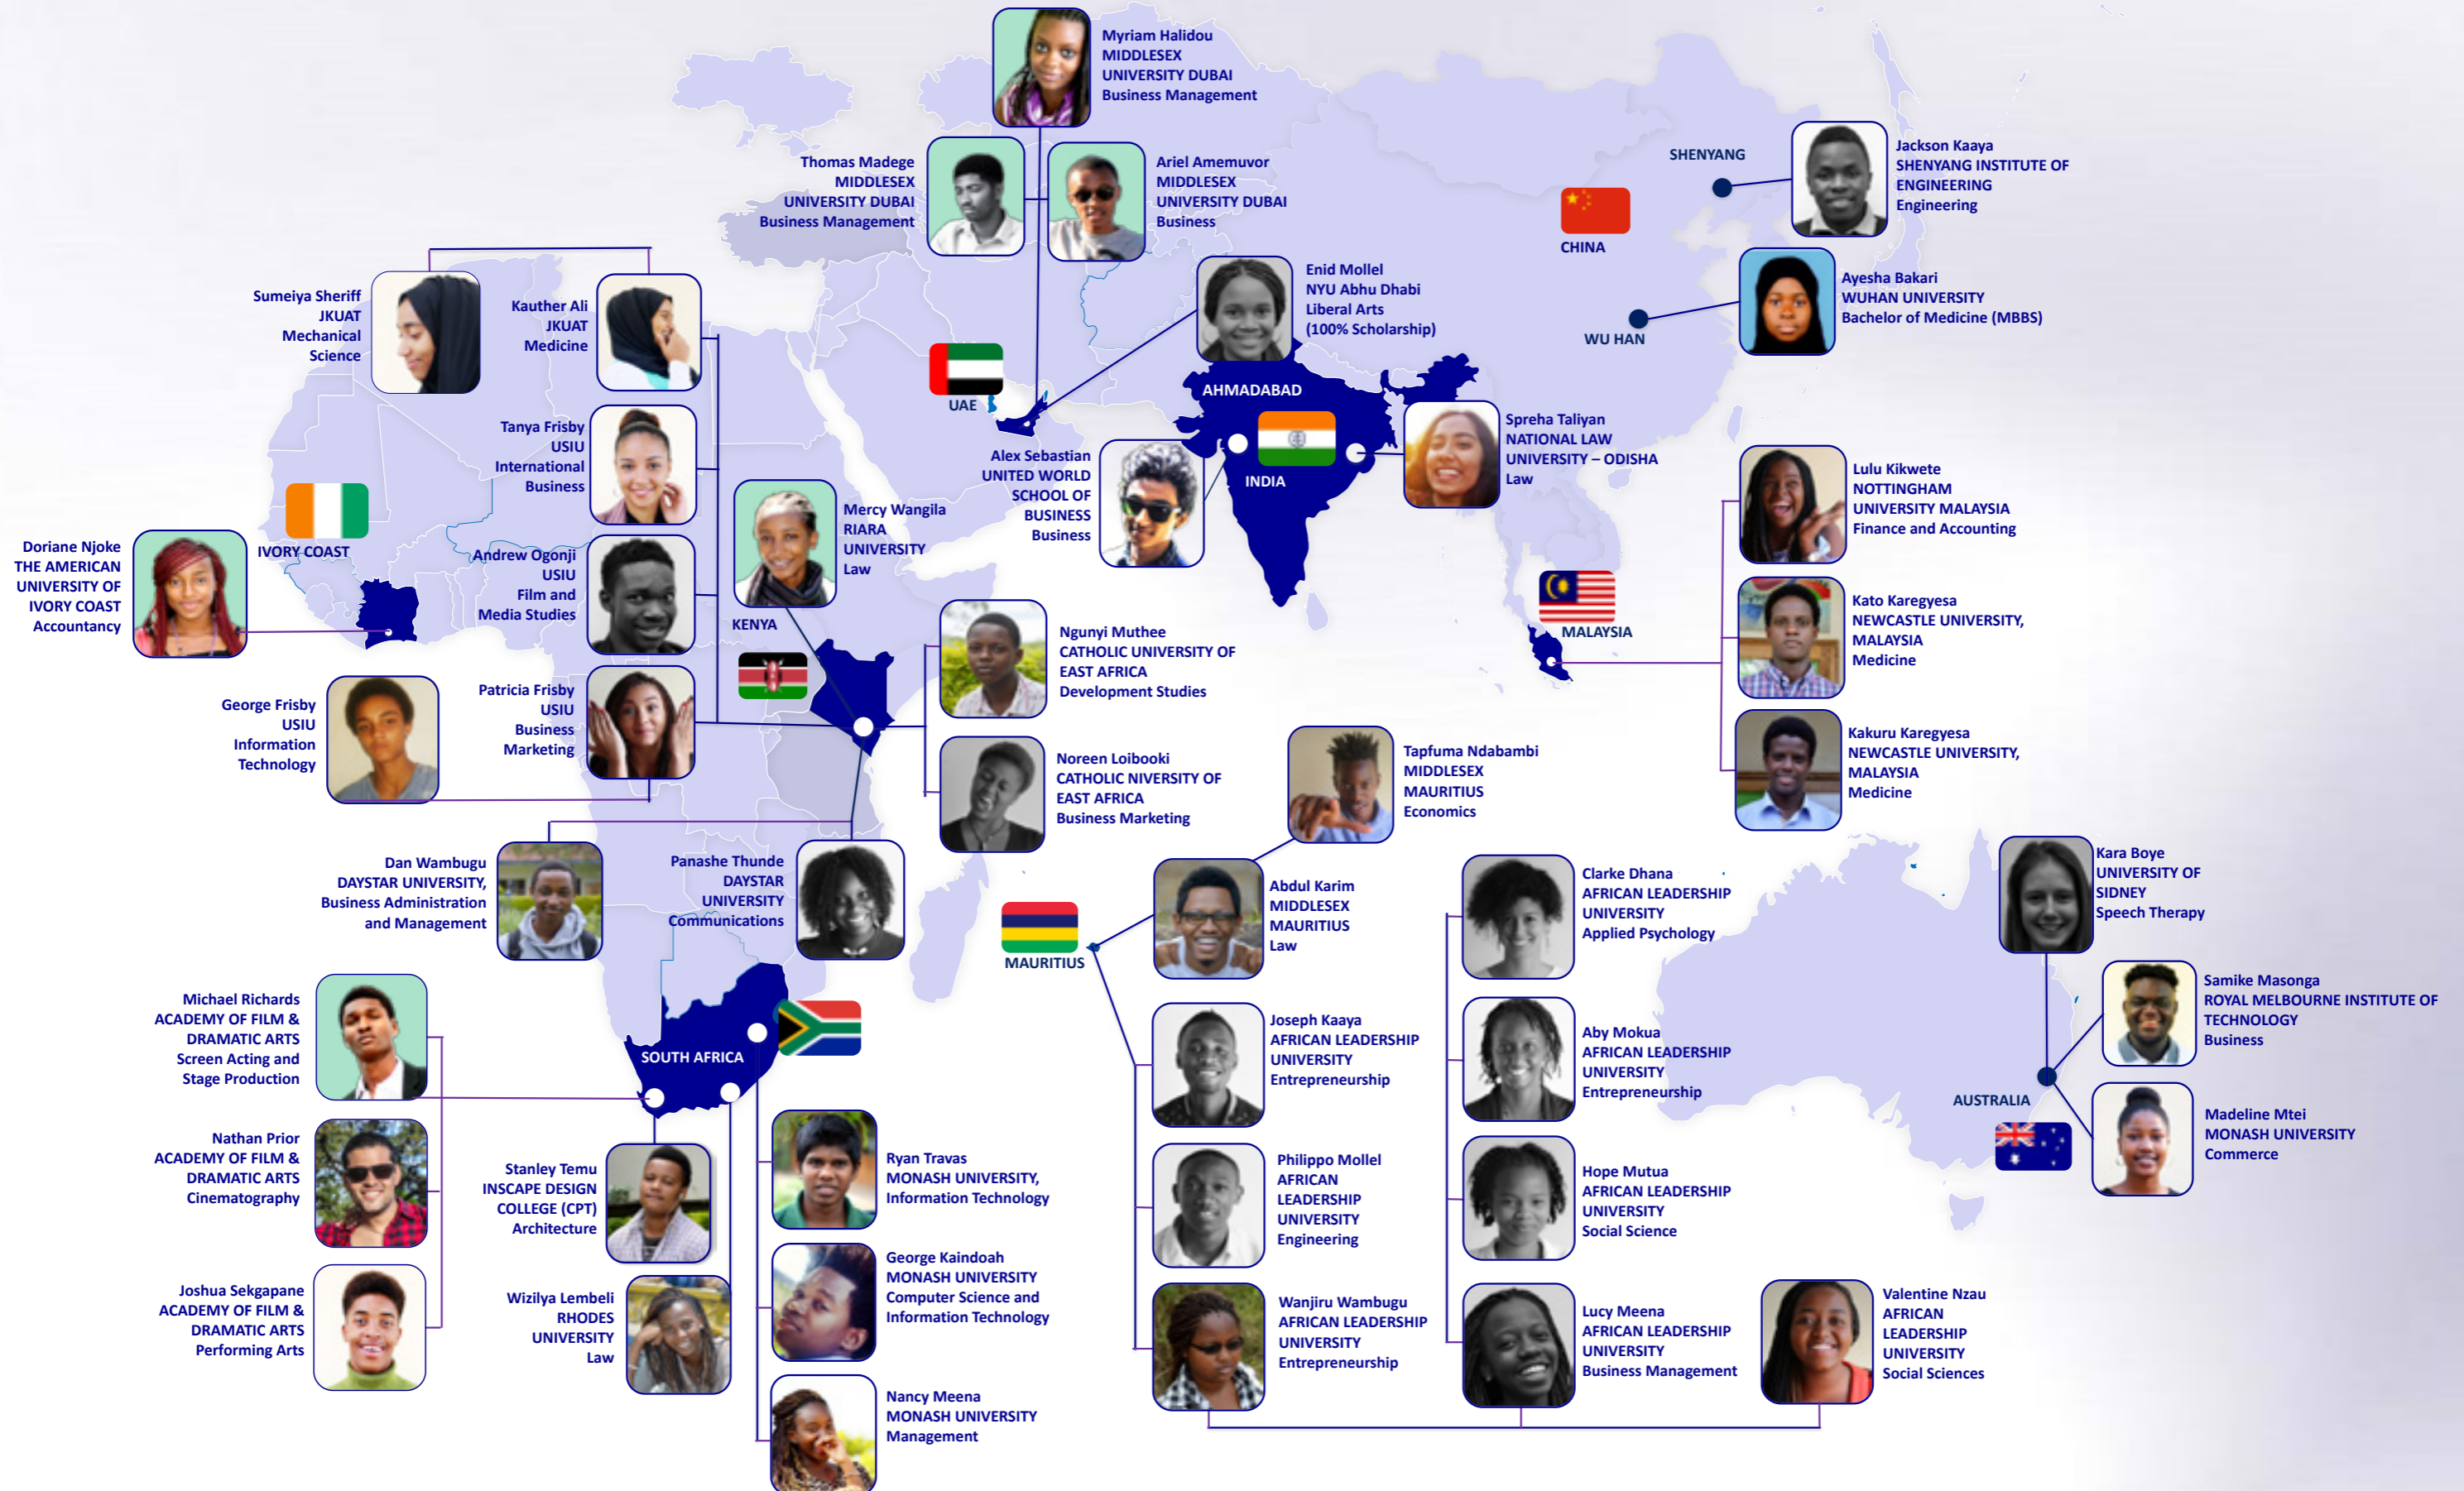 Myriam Halidou
MIDDLESEX
UNIVERSITY DUBAI
Business Management
Thomas Madege
MIDDLESEX
UNIVERSITY DUBAI
Business Management
Ariel Amemuvor
MIDDLESEX
UNIVERSITY DUBAI
Business
SHENYANG
Jackson Kaaya
SHENYANG INSTITUTE OF
ENGINEERING
Engineering
CHINA
Sumeiya Sheriff
JKUAT
Mechanical
Science
Kauther Ali
JKUAT
Medicine
Enid Mollel
NYU Abhu Dhabi
Liberal Arts
(100% Scholarship)
Ayesha Bakari
WUHAN UNIVERSITY
Bachelor of Medicine (MBBS)
WU HAN
UAE
AHMADABAD
INDIA
Tanya Frisby
USIU
International
Business
Alex Sebastian
UNITED WORLD
SCHOOL OF
BUSINESS
Business
Spreha Taliyan
NATIONAL LAW
UNIVERSITY – ODISHA
Law
Lulu Kikwete
NOTTINGHAM
UNIVERSITY MALAYSIA
Finance and Accounting
IVORY COAST
Doriane Njoke
THE AMERICAN
UNIVERSITY OF
IVORY COAST
Accountancy
Andrew Ogonji
USIU
Film and
Media Studies
Mercy Wangila
RIARA
UNIVERSITY
Law
KENYA
Ngunyi Muthee
CATHOLIC UNIVERSITY OF
EAST AFRICA
Development Studies
MALAYSIA
Kato Karegyesa
NEWCASTLE UNIVERSITY,
MALAYSIA
Medicine
George Frisby
USIU
Information
Technology
Patricia Frisby
USIU
Business
Marketing
Noreen Loibooki
CATHOLIC NIVERSITY OF
EAST AFRICA
Business Marketing
Tapfuma Ndabambi
MIDDLESEX
MAURITIUS
Economics
Kakuru Karegyesa
NEWCASTLE UNIVERSITY,
MALAYSIA
Medicine
Dan Wambugu
DAYSTAR UNIVERSITY,
Business Administration
and Management
Panashe Thunde
DAYSTAR
UNIVERSITY
Communications
MAURITIUS
Abdul Karim
MIDDLESEX
MAURITIUS
Law
Clarke Dhana
AFRICAN LEADERSHIP
UNIVERSITY
Applied Psychology
Kara Boye
UNIVERSITY OF
SIDNEY
Speech Therapy
Michael Richards
ACADEMY OF FILM &
DRAMATIC ARTS
Screen Acting and
Stage Production
SOUTH AFRICA
Joseph Kaaya
AFRICAN LEADERSHIP
UNIVERSITY
Entrepreneurship
Aby Mokua
AFRICAN LEADERSHIP
UNIVERSITY
Entrepreneurship
Samike Masonga
ROYAL MELBOURNE INSTITUTE OF
TECHNOLOGY
Business
AUSTRALIA
Madeline Mtei
MONASH UNIVERSITY
Commerce
Nathan Prior
ACADEMY OF FILM &
DRAMATIC ARTS
Cinematography
Stanley Temu
INSCAPE DESIGN
COLLEGE (CPT)
Architecture
Ryan Travas
MONASH UNIVERSITY,
Information Technology
Philippo Mollel
AFRICAN
LEADERSHIP
UNIVERSITY
Engineering
Hope Mutua
AFRICAN LEADERSHIP
UNIVERSITY
Social Science
Joshua Sekgapane
ACADEMY OF FILM &
DRAMATIC ARTS
Performing Arts
Wizilya Lembeli
RHODES
UNIVERSITY
Law
George Kaindoah
MONASH UNIVERSITY
Computer Science and
Information Technology
Wanjiru Wambugu
AFRICAN LEADERSHIP
UNIVERSITY
Entrepreneurship
Lucy Meena
AFRICAN LEADERSHIP
UNIVERSITY
Business Management
Valentine Nzau
AFRICAN
LEADERSHIP
UNIVERSITY
Social Sciences
Nancy Meena
MONASH UNIVERSITY
Management